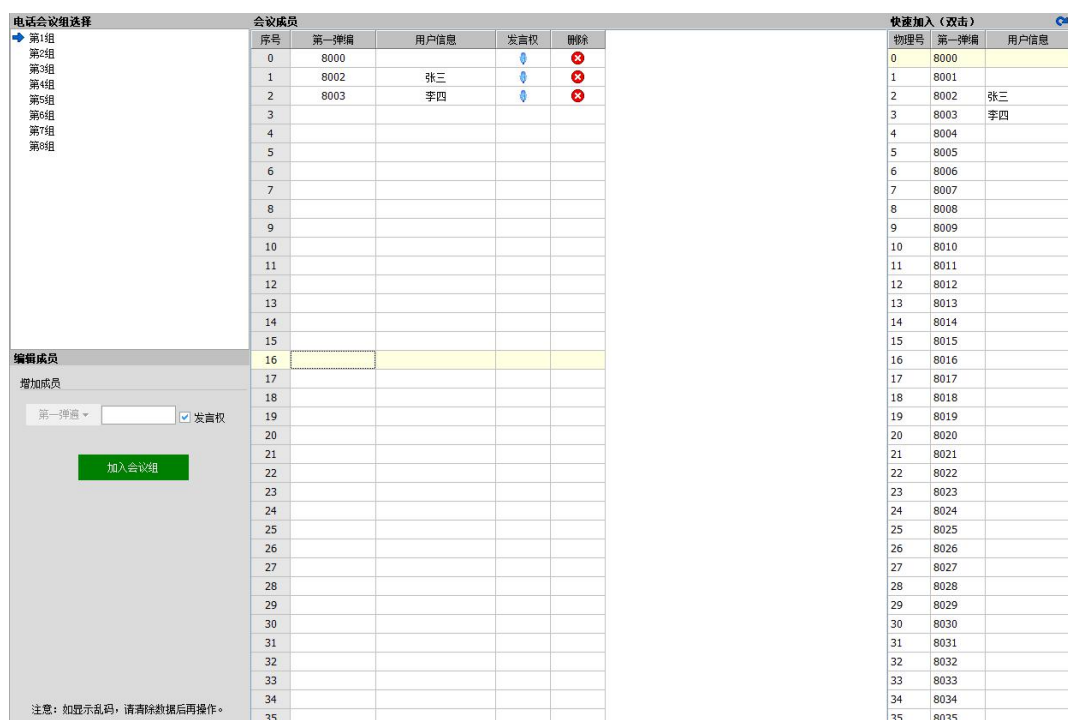 电话会议组选择
第1组
第2组
第3组
第4组
第5组
第6组
第7组
第8组
编辑成员
增加成员
第一弹编
发言权
加入会议组
注意：如显示乱码，请清除数据后再操作。
会议成员
序号 第一弹编 用户信息 发言权 删除
0 8000
1 8002 张三
2 8003 李四
3
4
5
6
7
8
9
10
11
12
13
14
15
16
17
18
19
20
21
22
23
24
25
26
27
28
29
30
31
32
33
34
35
快速加入（双击）
物理号 第一弹编 用户信息
0 8000
1 8001
2 8002 张三
3 8003 李四
4 8004
5 8005
6 8006
7 8007
8 8008
9 8009
10 8010
11 8011
12 8012
13 8013
14 8014
15 8015
16 8016
17 8017
18 8018
19 8019
20 8020
21 8021
22 8022
23 8023
24 8024
25 8025
26 8026
27 8027
28 8028
29 8029
30 8030
31 8031
32 8032
33 8033
34 8034
35 8035